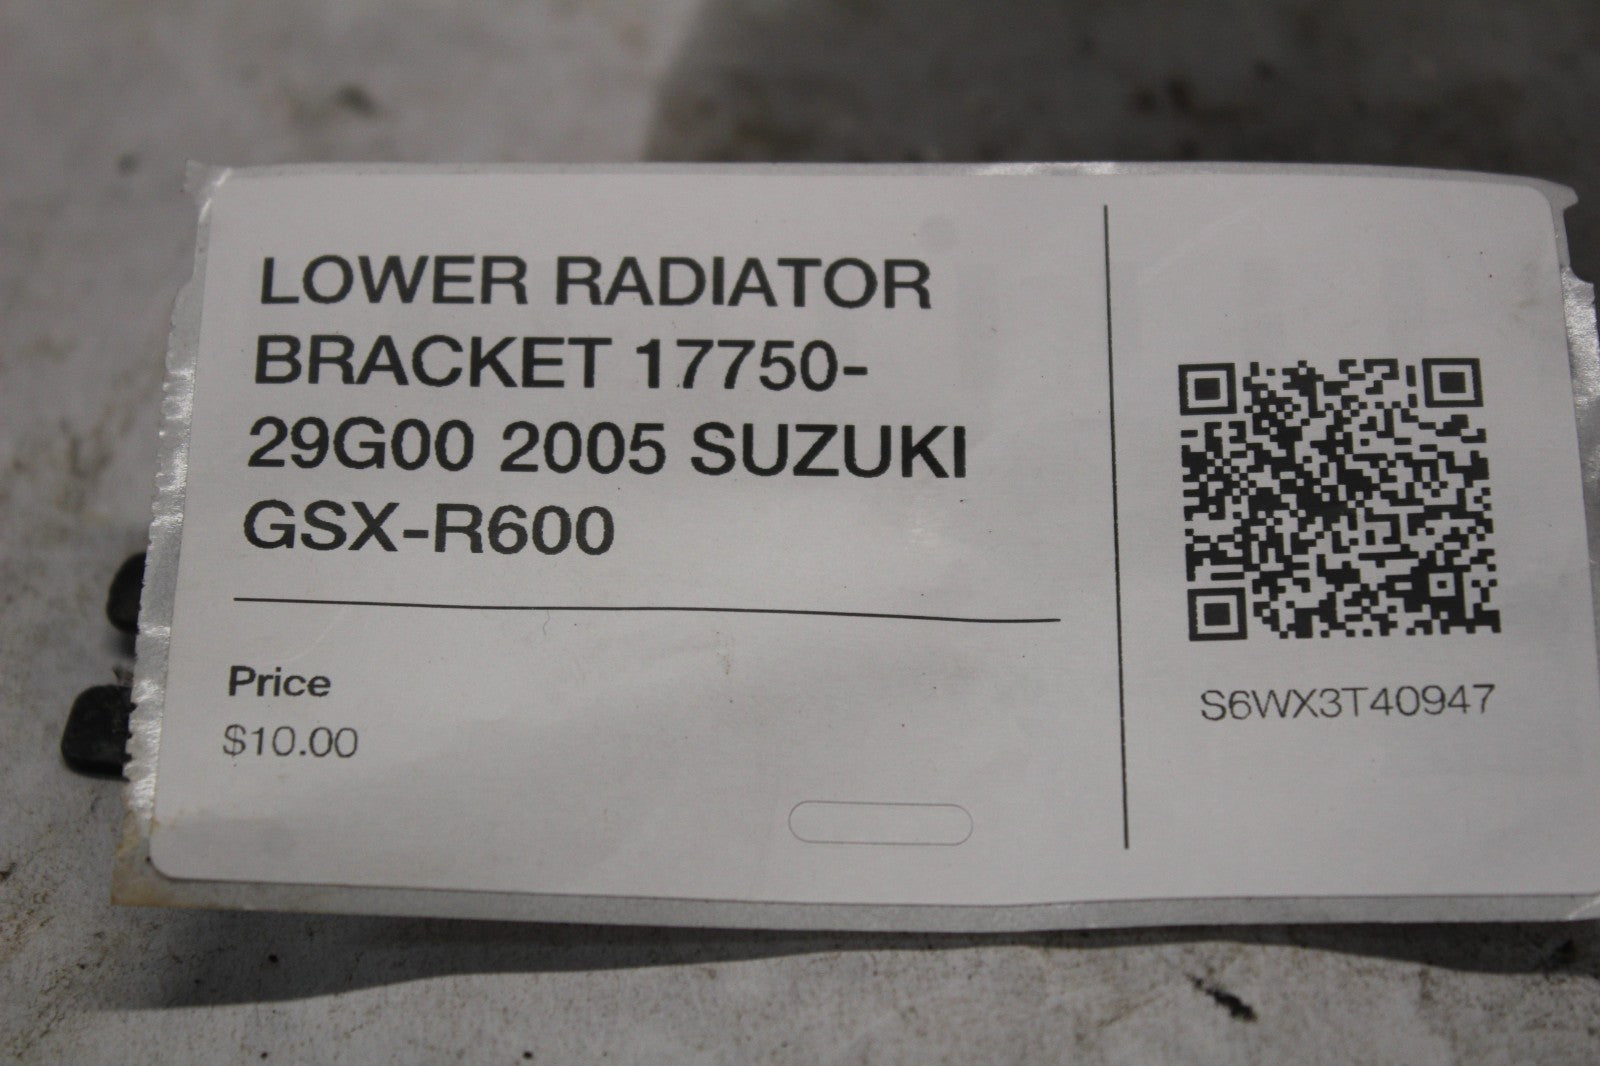 LOWER RADIATOR
BRACKET 17750-
29G00 2005 SUZUKI
GSX-R600
Price
$10.00
S6WX3T40947